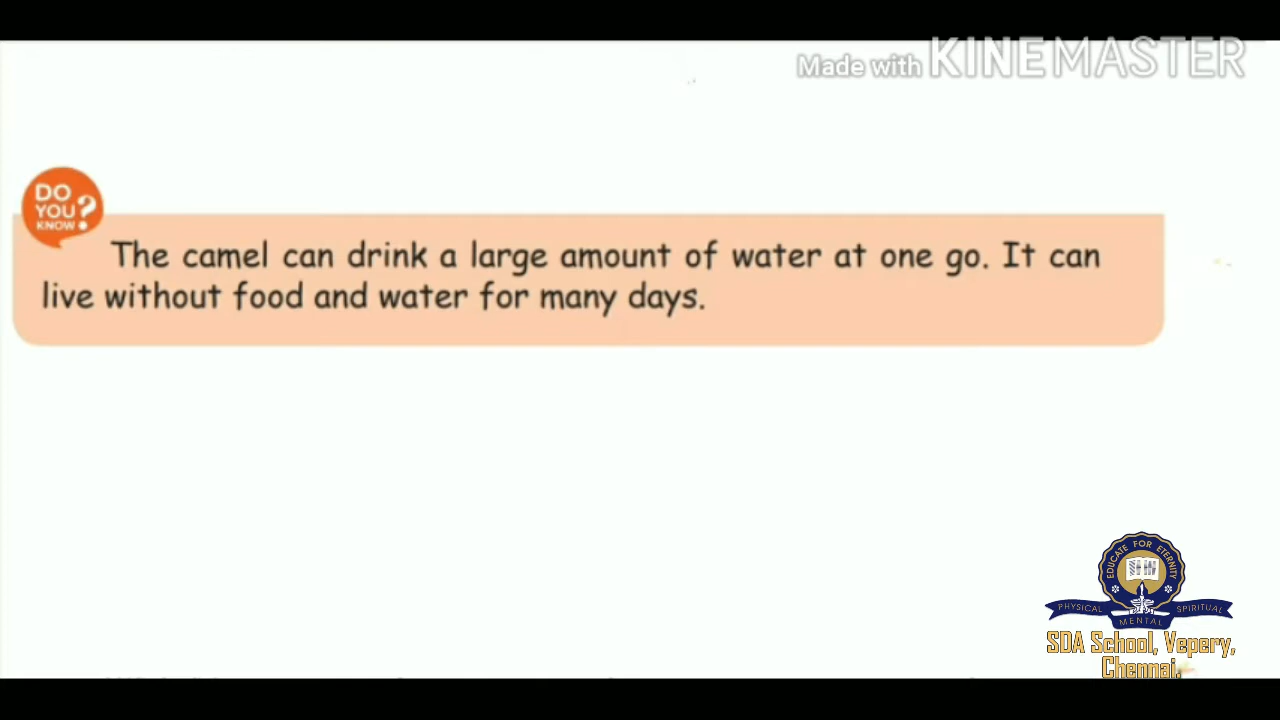 Made with KINEMASTER
DO
YOU
KNOW?
The camel can drink a large amount of water at one go. It can
live without food and water for many days.
EDUCATE FOR ETERNITY
PHYSICAL
MENTAL
SPIRITUAL
SDA School, Vepery,
Chennai.